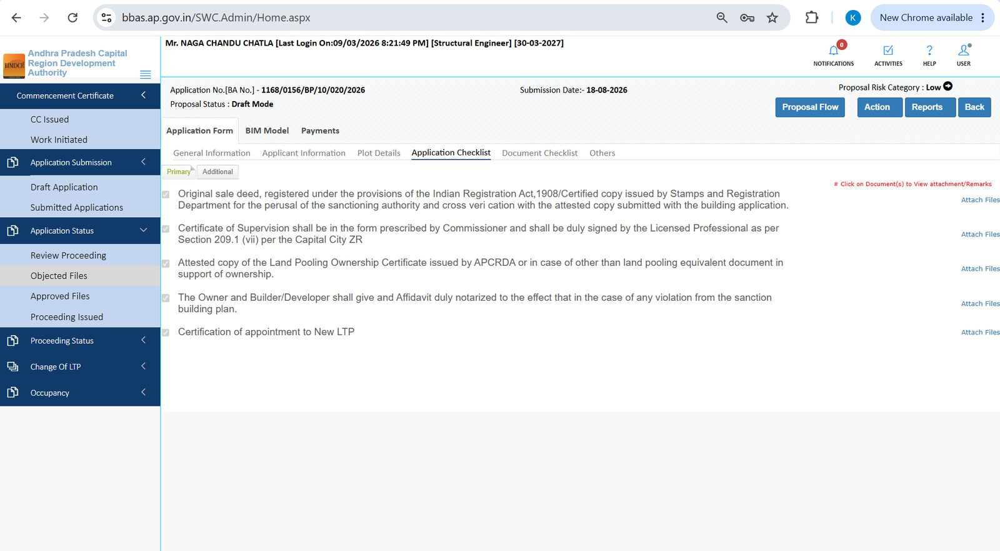 bbas.ap.gov.in/SWC.Admin/Home.aspx
K
New Chrome available
BIMDCR
Andhra Pradesh Capital
Region Development
Authority
Mr. NAGA CHANDU CHATLA [Last Login On:09/03/2026 8:21:49 PM] [Structural Engineer] [30-03-2027]
0
NOTIFICATIONS
ACTIVITIES
HELP
USER
Commencement Certificate
CC Issued
Work Initiated
Application Submission
Draft Application
Submitted Applications
Application Status
Review Proceeding
Objected Files
Approved Files
Proceeding Issued
Proceeding Status
Change Of LTP
Occupancy
Application No.[BA No.] - 1168/0156/BP/10/020/2026
Submission Date:- 18-08-2026
Proposal Risk Category : Low
Proposal Status : Draft Mode
Proposal Flow
Action
Reports
Back
Application Form
BIM Model
Payments
General Information
Applicant Information
Plot Details
Application Checklist
Document Checklist
Others
Primary
Additional
# Click on Document(s) to View attachment/Remarks
Original sale deed, registered under the provisions of the Indian Registration Act,1908/Certified copy issued by Stamps and Registration
Department for the perusal of the sanctioning authority and cross veri cation with the attested copy submitted with the building application.
Attach Files
Certificate of Supervision shall be in the form prescribed by Commissioner and shall be duly signed by the Licensed Professional as per
Section 209.1 (vii) per the Capital City ZR
Attach Files
Attested copy of the Land Pooling Ownership Certificate issued by APCRDA or in case of other than land pooling equivalent document in
support of ownership.
Attach Files
The Owner and Builder/Developer shall give and Affidavit duly notarized to the effect that in the case of any violation from the sanction
building plan.
Attach Files
Certification of appointment to New LTP
Attach Files